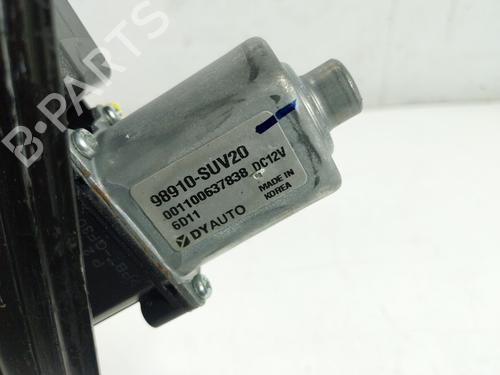 B-PARTS
98910-SUV20
001100637838 DC12V
6D11
MADE IN
KOREA
DYAUTO